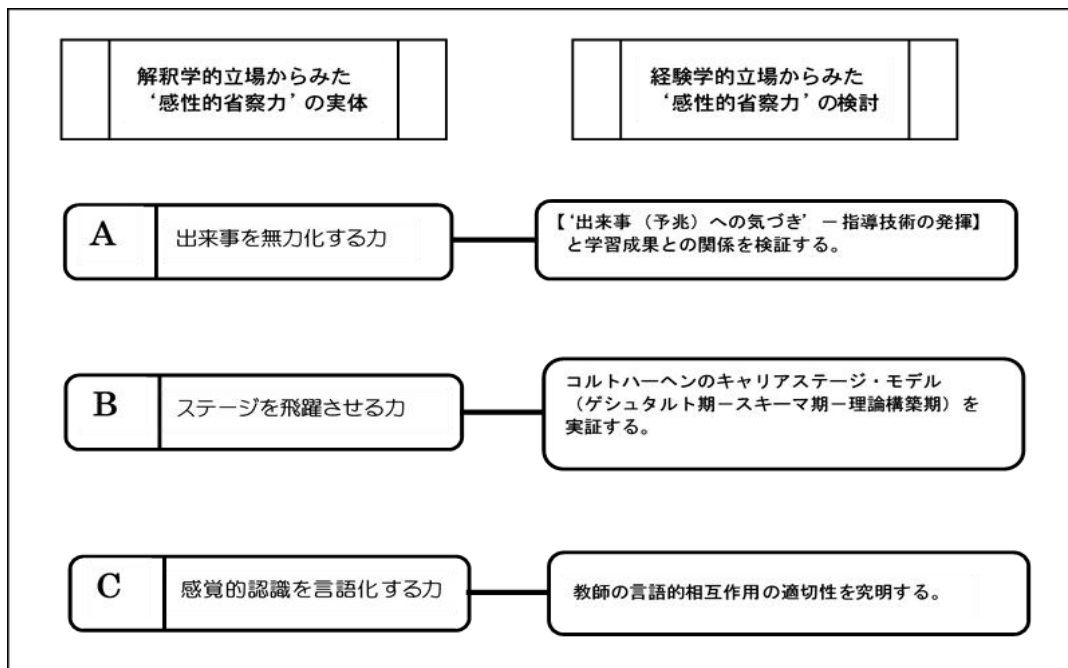 解釈学的立場からみた
‘感性的省察力’の実体
経験学的立場からみた
‘感性的省察力’の検討
A
出来事を無力化する力
【‘出来事（予兆）への気づき’－指導技術の発揮】
と学習成果との関係を検証する。
B
ステージを飛躍させる力
コルトハーヘンのキャリアステージ・モデル
（ゲシュタルト期－スキーマ期－理論構築期）を
実証する。
C
感覚的認識を言語化する力
教師の言語的相互作用の適切性を究明する。